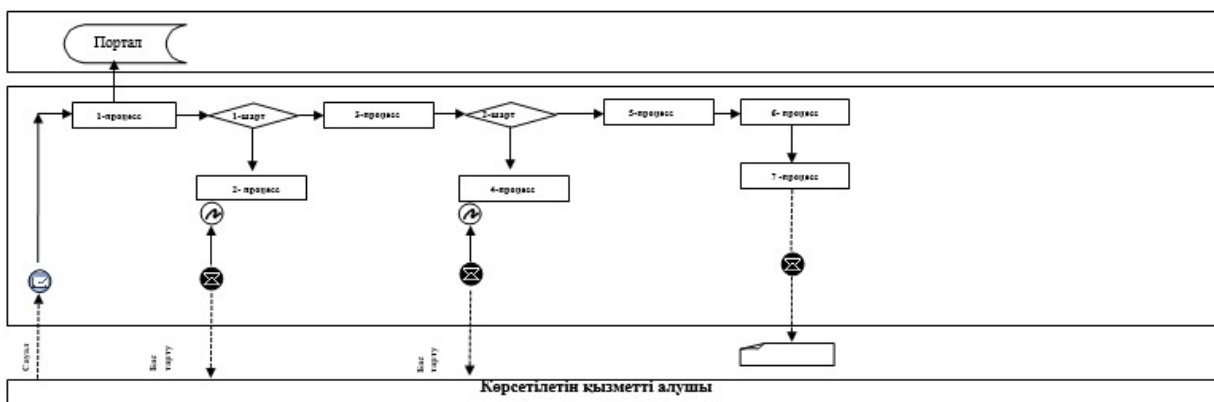 Портал
1-процесс
1-шарт
3-процесс
2-шарт
5-процесс
6- процесс
2- процесс
4-процесс
7 -процесс
Сауал
Бас
тарту
Бас
тарту
Көрсетілетін қызметті алушы